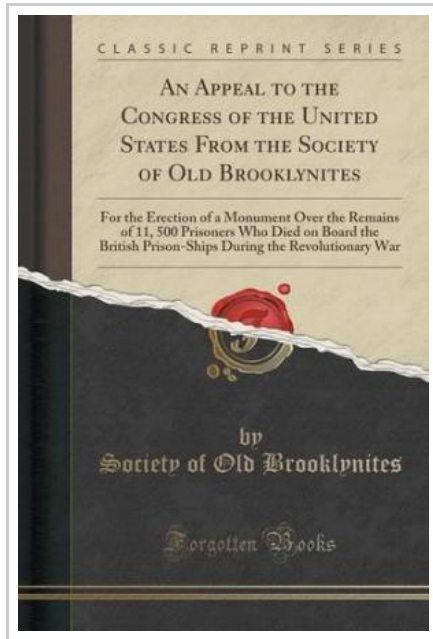 CLASSIC REPRINT SERIES
AN APPEAL TO THE
CONGRESS OF THE UNITED
STATES FROM THE SOCIETY
OF OLD BROOKLYNITES
For the Erection of a Monument Over the Remains
of 11, 500 Prisoners Who Died on Board the
British Prison-Ships During the Revolutionary War
by
Society of Old Brooklynites
Forgotten Books